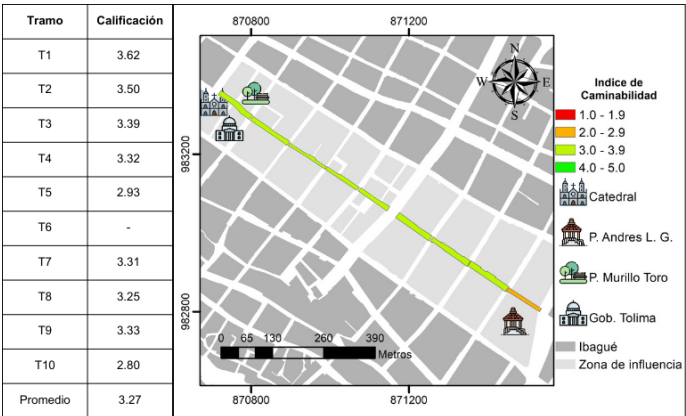 Tramo Calificación
T1 3.62
T2 3.50
T3 3.39
T4 3.32
T5 2.93
T6 -
T7 3.31
T8 3.25
T9 3.33
T10 2.80
Promedio 3.27
870800 871200
983200
982800
N
W E
S
0 65 130 260 390
Metros
870800 871200
Indice de
Caminabilidad
1.0 - 1.9
2.0 - 2.9
3.0 - 3.9
4.0 - 5.0
Catedral
P. Andres L. G.
P. Murillo Toro
Gob. Tolima
Ibagué
Zona de influencia